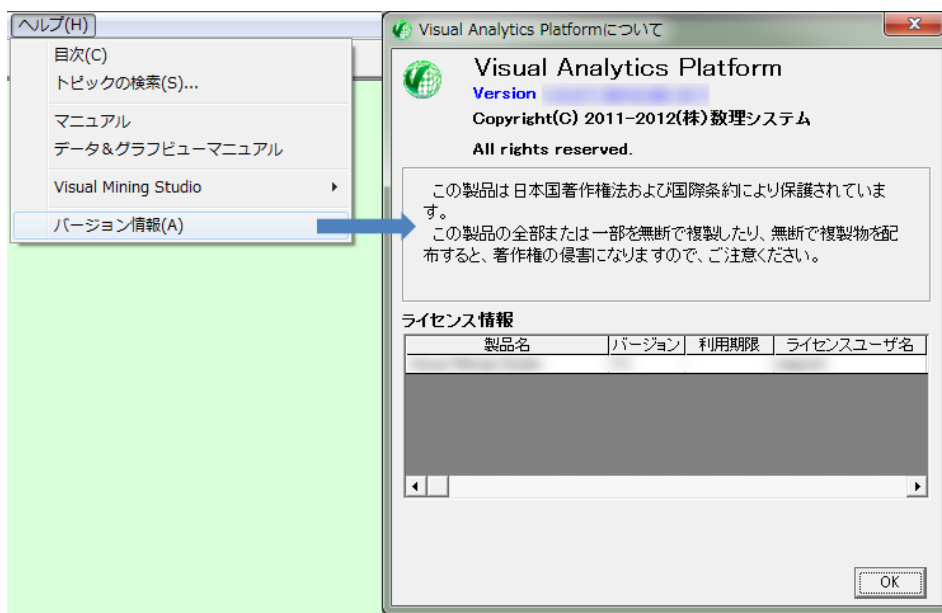 ヘルプ(H)
目次(C)
トピックの検索(S)...
マニュアル
データ&グラフビューマニュアル
Visual Mining Studio
バージョン情報(A)
Visual Analytics Platformについて
Visual Analytics Platform
Version
Copyright(C) 2011-2012(株)数理システム
All rights reserved.
この製品は日本国著作権法および国際条約により保護されていま
す。
この製品の全部または一部を無断で複製したり、無断で複製物を配
布すると、著作権の侵害になりますので、ご注意ください。
ライセンス情報
製品名 バージョン 利用期限 ライセンスユーザ名
OK